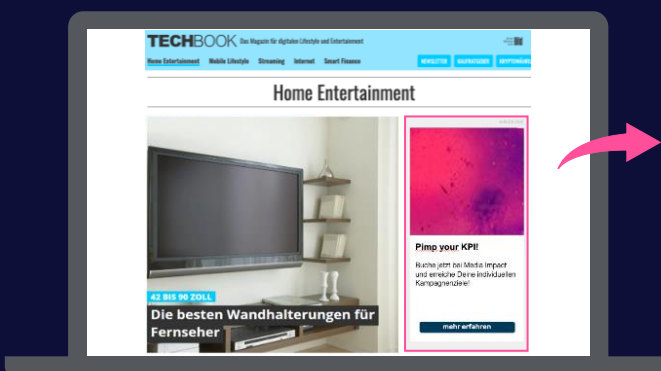 TECHBOOK Das Magazin für digitalen Lifestyle und Entertainment
Home Entertainment Mobile Lifestyle Streaming Internet Smart Finance
NEWSLETTER KAUFRATGEBER KRYPTOWÄHRU
Home Entertainment
Pimp your KPI!
Buche jetzt bei Media Impact
und erreiche Deine individuellen
Kampagnenziele!
mehr erfahren
42 BIS 90 ZOLL
Die besten Wandhalterungen für
Fernseher